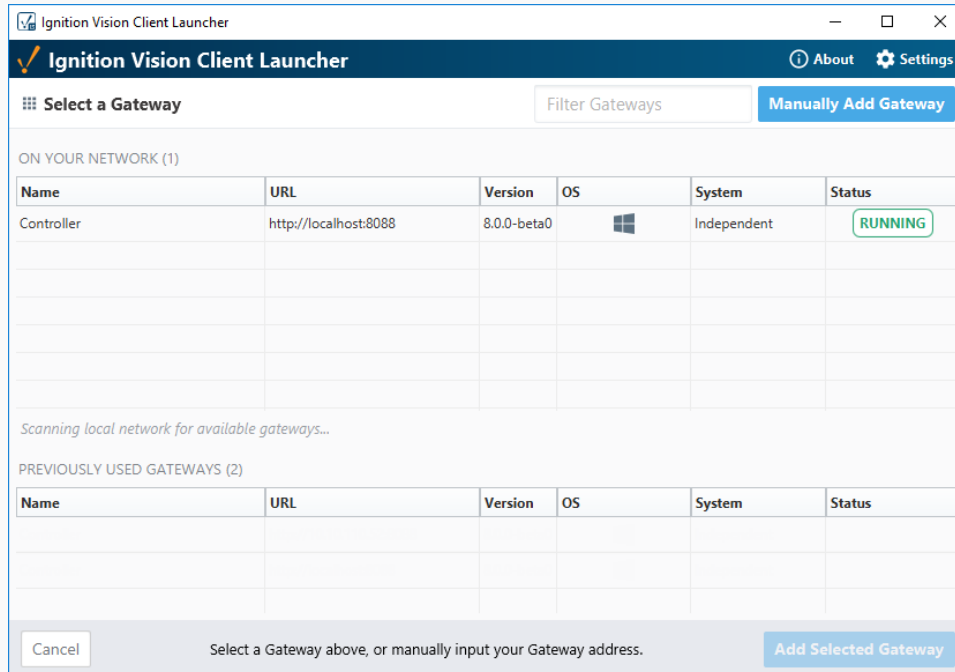 Ignition Vision Client Launcher
Ignition Vision Client Launcher About Settings
Select a Gateway Filter Gateways Manually Add Gateway
ON YOUR NETWORK (1)
Name URL Version OS System Status
Controller http://localhost:8088 8.0.0-beta0 Independent RUNNING
Scanning local network for available gateways...
PREVIOUSLY USED GATEWAYS (2)
Name URL Version OS System Status
Cancel Select a Gateway above, or manually input your Gateway address. Add Selected Gateway